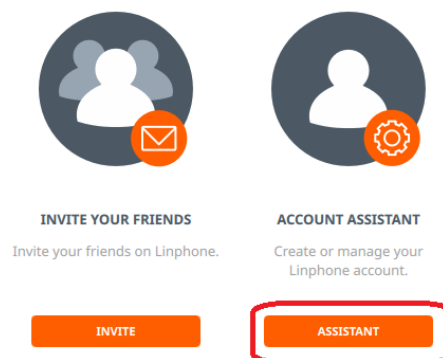 INVITE YOUR FRIENDS
Invite your friends on Linphone.
INVITE
ACCOUNT ASSISTANT
Create or manage your
Linphone account.
ASSISTANT